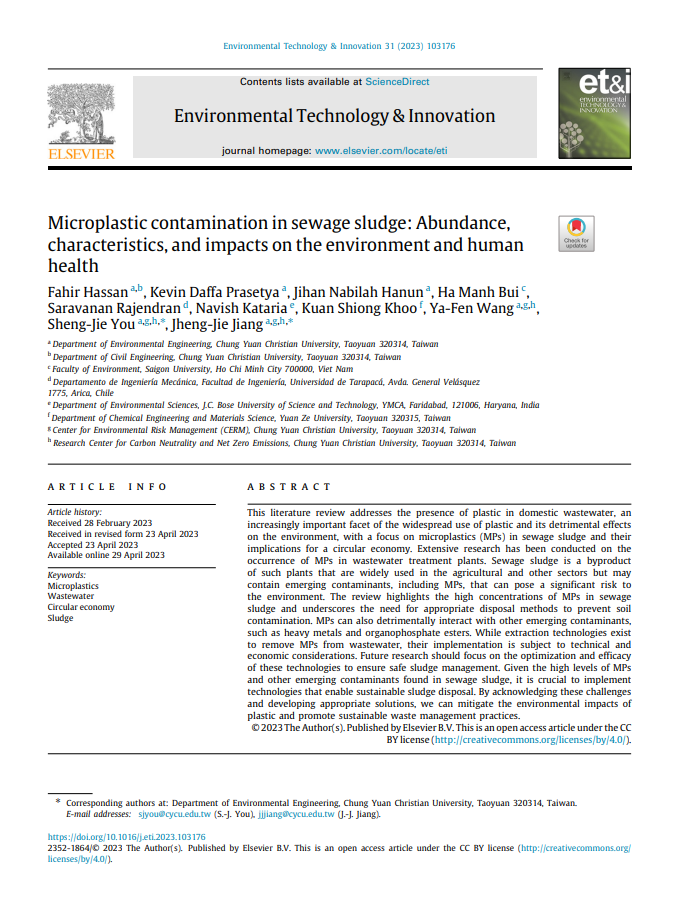 Environmental Technology & Innovation 31 (2023) 103176
Contents lists available at ScienceDirect
Environmental Technology & Innovation
journal homepage: www.elsevier.com/locate/eti
ELSEVIER
et&i
environmental
TECHNOLOGY &
INNOVATION
Microplastic contamination in sewage sludge: Abundance,
characteristics, and impacts on the environment and human
health
Check for
updates
Fahir Hassan a,b, Kevin Daffa Prasetya a, Jihan Nabilah Hanun a, Ha Manh Bui c,
Saravanan Rajendran d, Navish Kataria e, Kuan Shiong Khoo f, Ya-Fen Wang a,g,h,
Sheng-Jie You a,g,h,*, Jheng-Jie Jiang a,g,h,*
a Department of Environmental Engineering, Chung Yuan Christian University, Taoyuan 320314, Taiwan
b Department of Civil Engineering, Chung Yuan Christian University, Taoyuan 320314, Taiwan
c Faculty of Environment, Saigon University, Ho Chi Minh City 700000, Viet Nam
d Departamento de Ingeniería Mecánica, Facultad de Ingeniería, Universidad de Tarapacá, Avda. General Velásquez
1775, Arica, Chile
e Department of Environmental Sciences, J.C. Bose University of Science and Technology, YMCA, Faridabad, 121006, Haryana, India
f Department of Chemical Engineering and Materials Science, Yuan Ze University, Taoyuan 320315, Taiwan
g Center for Environmental Risk Management (CERM), Chung Yuan Christian University, Taoyuan 320314, Taiwan
h Research Center for Carbon Neutrality and Net Zero Emissions, Chung Yuan Christian University, Taoyuan 320314, Taiwan
ARTICLE INFO
Article history:
Received 28 February 2023
Received in revised form 23 April 2023
Accepted 23 April 2023
Available online 29 April 2023
Keywords:
Microplastics
Wastewater
Circular economy
Sludge
ABSTRACT
This literature review addresses the presence of plastic in domestic wastewater, an
increasingly important facet of the widespread use of plastic and its detrimental effects
on the environment, with a focus on microplastics (MPs) in sewage sludge and their
implications for a circular economy. Extensive research has been conducted on the
occurrence of MPs in wastewater treatment plants. Sewage sludge is a byproduct
of such plants that are widely used in the agricultural and other sectors but may
contain emerging contaminants, including MPs, that can pose a significant risk to
the environment. The review highlights the high concentrations of MPs in sewage
sludge and underscores the need for appropriate disposal methods to prevent soil
contamination. MPs can also detrimentally interact with other emerging contaminants,
such as heavy metals and organophosphate esters. While extraction technologies exist
to remove MPs from wastewater, their implementation is subject to technical and
economic considerations. Future research should focus on the optimization and efficacy
of these technologies to ensure safe sludge management. Given the high levels of MPs
and other emerging contaminants found in sewage sludge, it is crucial to implement
technologies that enable sustainable sludge disposal. By acknowledging these challenges
and developing appropriate solutions, we can mitigate the environmental impacts of
plastic and promote sustainable waste management practices.
© 2023 The Author(s). Published by Elsevier B.V. This is an open access article under the CC
BY license (http://creativecommons.org/licenses/by/4.0/).
* Corresponding authors at: Department of Environmental Engineering, Chung Yuan Christian University, Taoyuan 320314, Taiwan.
E-mail addresses: sjyou@cycu.edu.tw (S.-J. You), jjjiang@cycu.edu.tw (J.-J. Jiang).
https://doi.org/10.1016/j.eti.2023.103176
2352-1864/© 2023 The Author(s). Published by Elsevier B.V. This is an open access article under the CC BY license (http://creativecommons.org/
licenses/by/4.0/).